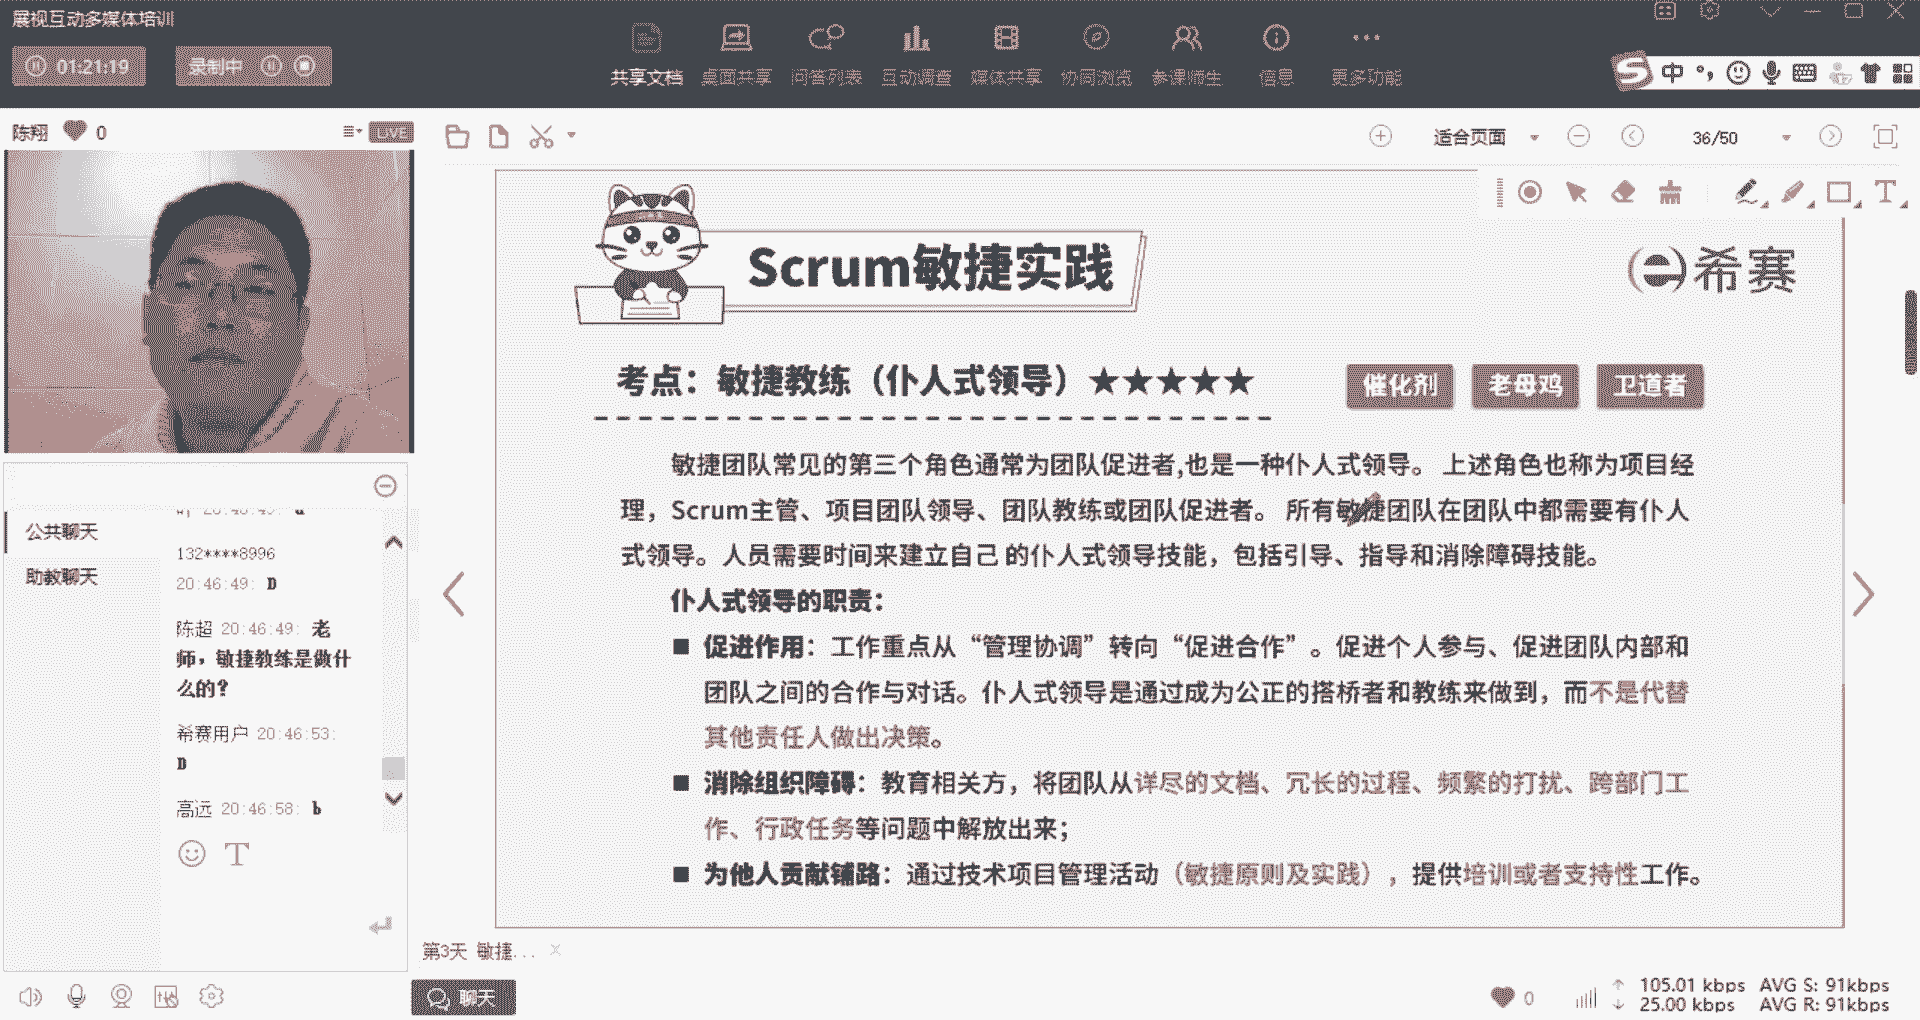 展视互动多媒体培训
01:21:19
录制中
共享文档 桌面共享 问答列表 互动调查 媒体共享 协同浏览 参课师生 信息 更多功能
中
陈翔 0
LIVE
适合页面
36/50
Scrum敏捷实践
希赛
考点：敏捷教练（仆人式领导）★★★★★
催化剂 老母鸡 卫道者
敏捷团队常见的第三个角色通常为团队促进者,也是一种仆人式领导。 上述角色也称为项目经
理，Scrum主管、项目团队领导、团队教练或团队促进者。 所有敏捷团队在团队中都需要有仆人
式领导。人员需要时间来建立自己的仆人式领导技能，包括引导、指导和消除障碍技能。
仆人式领导的职责：
■ 促进作用：工作重点从“管理协调”转向“促进合作”。促进个人参与、促进团队内部和
团队之间的合作与对话。仆人式领导是通过成为公正的搭桥者和教练来做到，而不是代替
其他责任人做出决策。
■ 消除组织障碍：教育相关方，将团队从详尽的文档、冗长的过程、频繁的打扰、跨部门工
作、行政任务等问题中解放出来；
■ 为他人贡献铺路：通过技术项目管理活动（敏捷原则及实践），提供培训或者支持性工作。
公共聊天
助教聊天
132****8996
20:46:49: D
陈超 20:46:49: 老
师，敏捷教练是做什
么的？
希赛用户 20:46:53:
D
高远 20:46:58: b
第3天 敏捷...
聊天
0
105.01 kbps AVG S: 91kbps
25.00 kbps AVG R: 91kbps